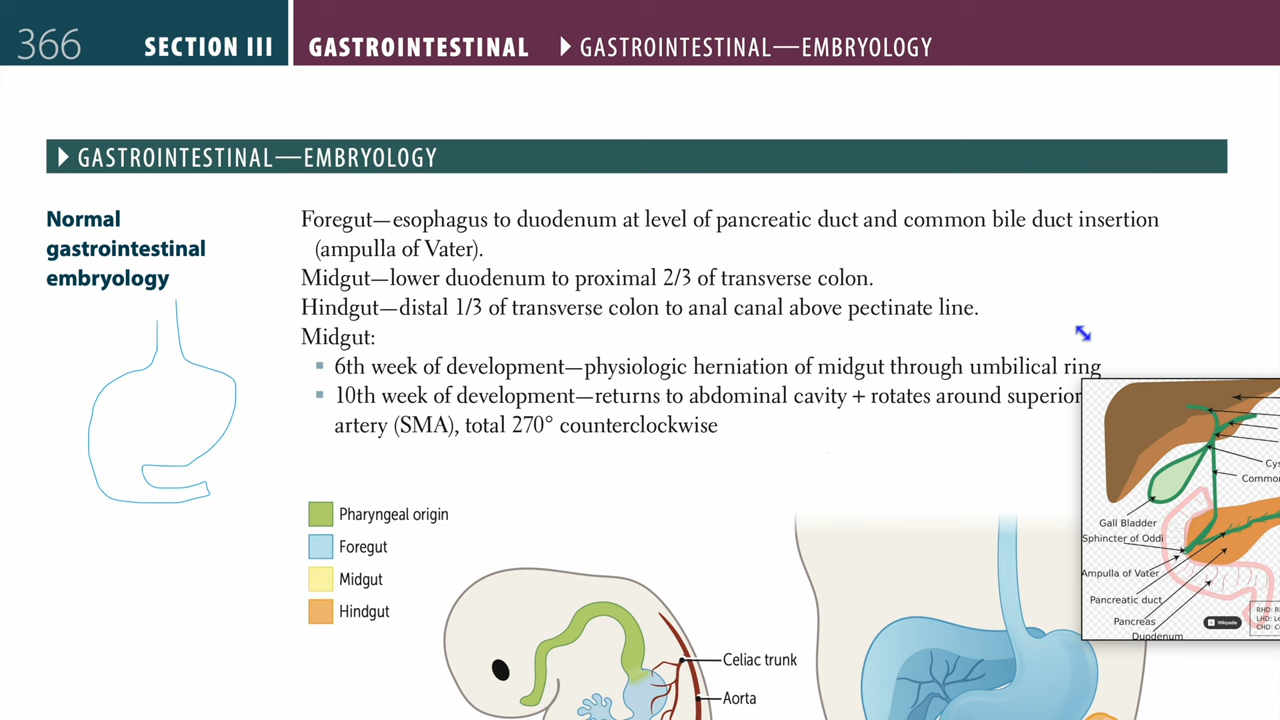 366 SECTION III GASTROINTESTINAL ▶ GASTROINTESTINAL—EMBRYOLOGY
▶ GASTROINTESTINAL—EMBRYOLOGY
Normal
gastrointestinal
embryology
Foregut—esophagus to duodenum at level of pancreatic duct and common bile duct insertion
(ampulla of Vater).
Midgut—lower duodenum to proximal 2/3 of transverse colon.
Hindgut—distal 1/3 of transverse colon to anal canal above pectinate line.
Midgut:
▪ 6th week of development—physiologic herniation of midgut through umbilical ring
▪ 10th week of development—returns to abdominal cavity + rotates around superior
artery (SMA), total 270° counterclockwise
Pharyngeal origin
Foregut
Midgut
Hindgut
Celiac trunk
Aorta
Common
Gall Bladder
Sphincter of Oddi
Ampulla of Vater
Pancreatic duct
Pancreas
Duodenum
Wikipedia
RHD:
LHD:
CHD: